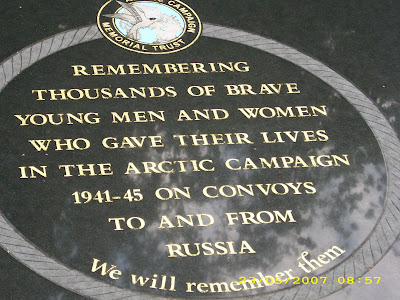 CAMPAIGN
MEMORIAL TRUST
REMEMBERING
THOUSANDS OF BRAVE
YOUNG MEN AND WOMEN
WHO GAVE THEIR LIVES
IN THE ARCTIC CAMPAIGN
1941-45 ON CONVOYS
TO AND FROM
RUSSIA
We will remember them
2007 08:57